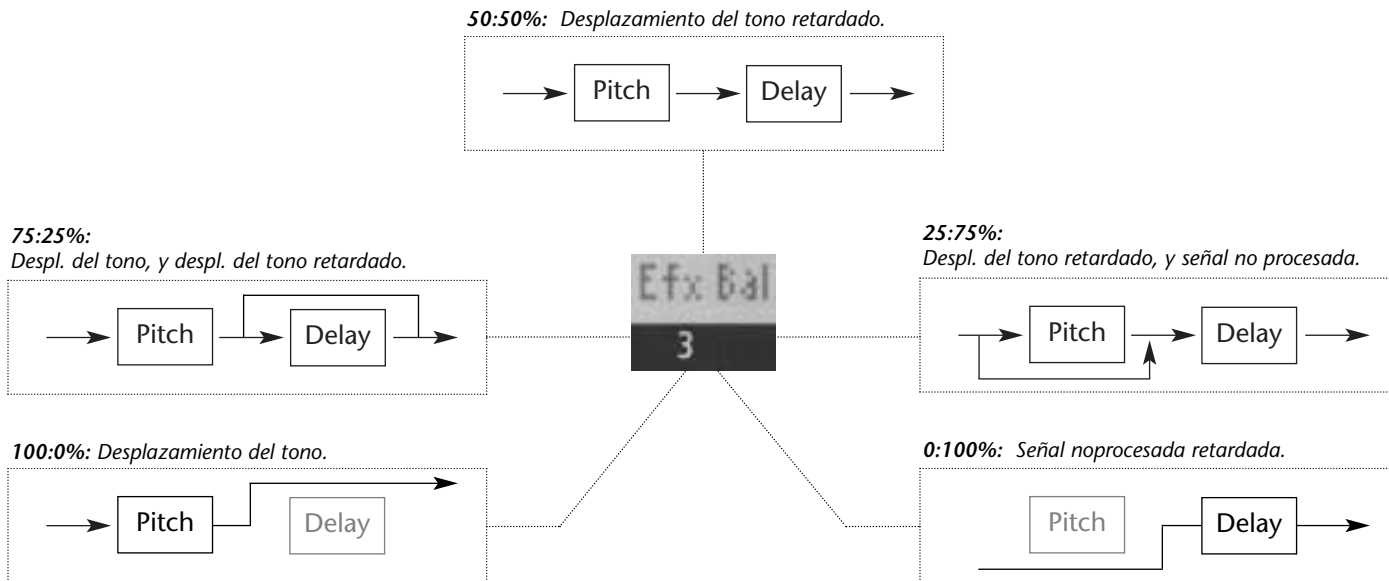 50:50%: Desplazamiento del tono retardado.
Pitch
Delay
75:25%:
Despl. del tono, y despl. del tono retardado.
Pitch
Delay
Efx Bal
3
25:75%:
Despl. del tono retardado, y señal no procesada.
Pitch
Delay
100:0%: Desplazamiento del tono.
Pitch
Delay
0:100%: Señal noprocesada retardada.
Pitch
Delay